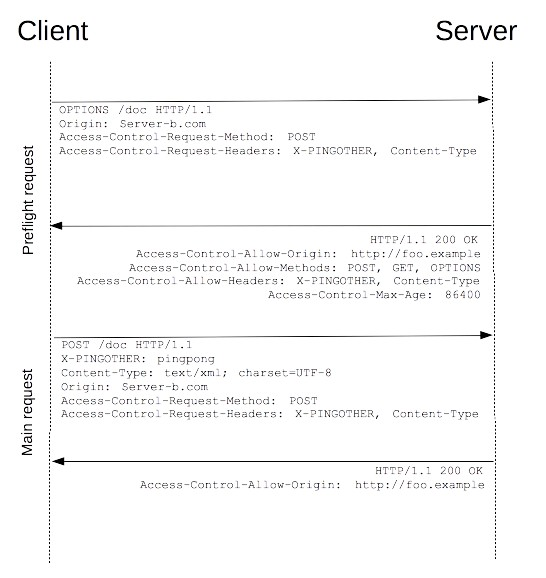 Client
Server
OPTIONS /doc HTTP/1.1
Origin: Server-b.com
Access-Control-Request-Method: POST
Access-Control-Request-Headers: X-PINGOTHER, Content-Type
Preflight request
HTTP/1.1 200 OK
Access-Control-Allow-Origin: http://foo.example
Access-Control-Allow-Methods: POST, GET, OPTIONS
Access-Control-Allow-Headers: X-PINGOTHER, Content-Type
Access-Control-Max-Age: 86400
POST /doc HTTP/1.1
X-PINGOTHER: pingpong
Content-Type: text/xml; charset=UTF-8
Origin: Server-b.com
Access-Control-Request-Method: POST
Access-Control-Request-Headers: X-PINGOTHER, Content-Type
Main request
HTTP/1.1 200 OK
Access-Control-Allow-Origin: http://foo.example